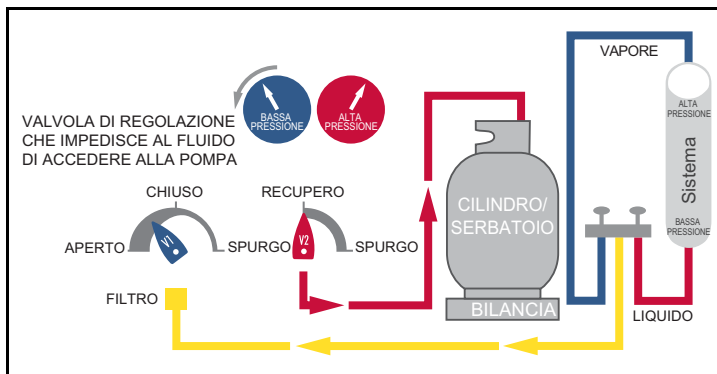 VALVOLA DI REGOLAZIONE
CHE IMPEDISCE AL FLUIDO
DI ACCEDERE ALLA POMPA
BASSA
PRESSIONE
ALTA
PRESSIONE
CHIUSO
APERTO
V1
SPURGO
RECUPERO
V2
SPURGO
FILTRO
CILINDRO/
SERBATOIO
BILANCIA
VAPORE
ALTA
PRESSIONE
Sistema
BASSA
PRESSIONE
LIQUIDO